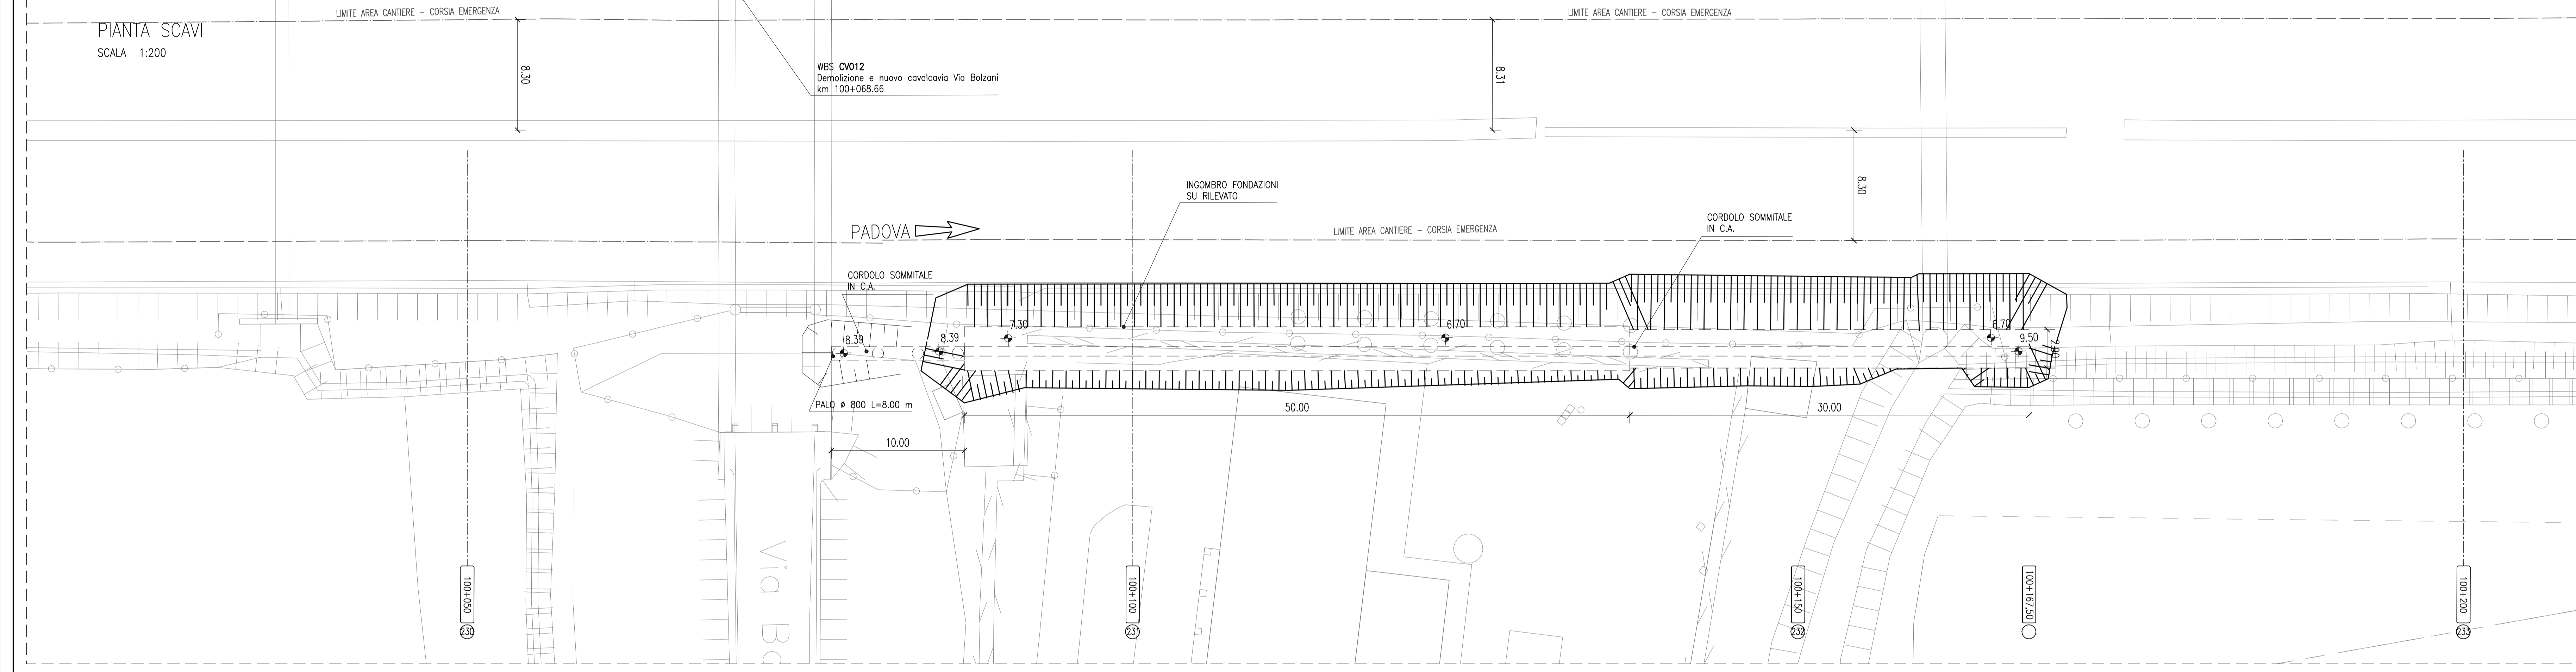 LIMITE AREA CANTIERE - CORSIA EMERGENZA
LIMITE AREA CANTIERE - CORSIA EMERGENZA
PIANTA SCAVI
SCALA 1:200
8.30
WBS CV012
Demolizione e nuovo cavalcavia Via Bolzani
km 100+068.66
8.31
8.30
INGOMBRO FONDAZIONI
SU RILEVATO
CORDOLO SOMMITALE
IN C.A.
PADOVA
LIMITE AREA CANTIERE - CORSIA EMERGENZA
CORDOLO SOMMITALE
IN C.A.
8.39
8.39
7.30
6.70
6.70
9.50
2.90
PALO ø 800 L=8.00 m
50.00
30.00
10.00
Via Bo
100+050
230
100+100
231
100+150
232
100+167,50
100+200
233